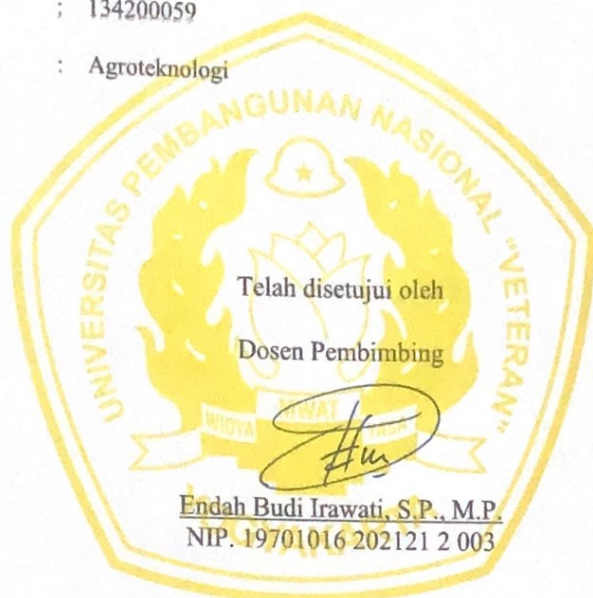 : 134200059
: Agroteknologi
UNIVERSITAS PEMBANGUNAN NASIONAL "VETERAN"
Telah disetujui oleh
Dosen Pembimbing
WIDYA MWAT YASA
Endah Budi Irawati, S.P., M.P.
NIP. 19701016 202121 2 003
YOGYAKARTA